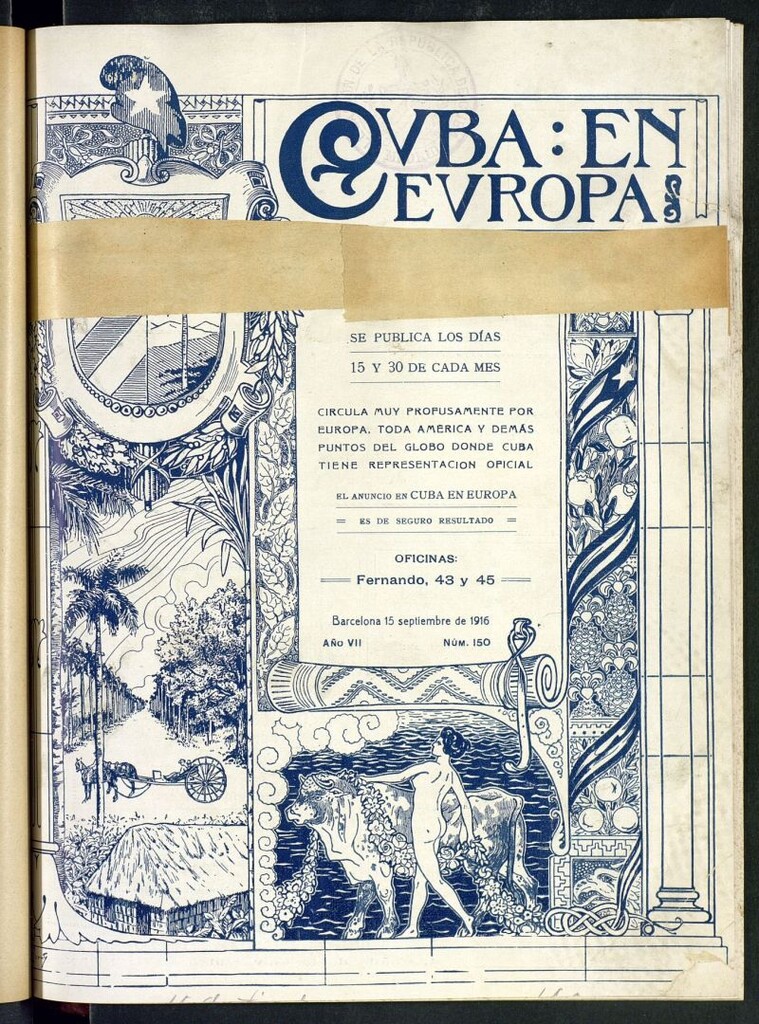 CVBA : EN
EVROPA
SE PUBLICA LOS DÍAS
15 Y 30 DE CADA MES
CIRCULA MUY PROFUSAMENTE POR
EUROPA, TODA AMERICA Y DEMÁS
PUNTOS DEL GLOBO DONDE CUBA
TIENE REPRESENTACION OFICIAL
EL ANUNCIO EN CUBA EN EUROPA
ES DE SEGURO RESULTADO
OFICINAS:
Fernando, 43 y 45
Barcelona 15 septiembre de 1916
AÑO VII NÚM. 150